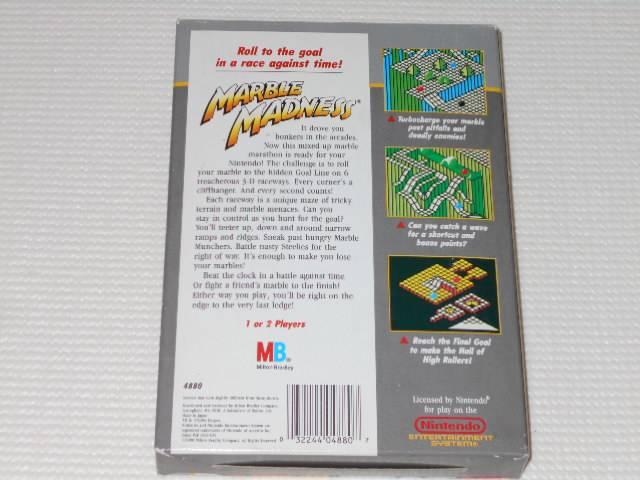 Roll to the goal
in a race against time!
MARBLE
MADNESS®
It drove you
bonkers in the arcades.
Now this mixed up marble
marathon is ready for your
Nintendo! The challenge is to roll
your marble to the hidden Goal Line on 6
treacherous 3-D raceways. Every corner's a
cliffhanger. And every second counts!
Each raceway is a unique maze of tricky
terrain and marble menaces. Can you
stay in control as you hunt for the goal?
You'll teeter up, down and around narrow
ramps and ridges. Sneak past hungry Marble
Munchers. Battle nasty Steelies for the
right of way. It's enough to make you lose
your marbles!
Beat the clock in a battle against time.
Or fight a friend's marble to the finish!
Either way you play, you'll be right on the
edge to the very last ledge!
1 or 2 Players
MB®
Milton Bradley
4880
0 32244 04880 7
▲ Turbocharge your marble
past pitfalls and
deadly enemies!
▲ Can you catch a wave
for a shortcut and
bonus points?
▲ Reach the Final Goal
to make the Hall of
High Rollers!
Licensed by Nintendo®
for play on the
Nintendo
ENTERTAINMENT
SYSTEM®